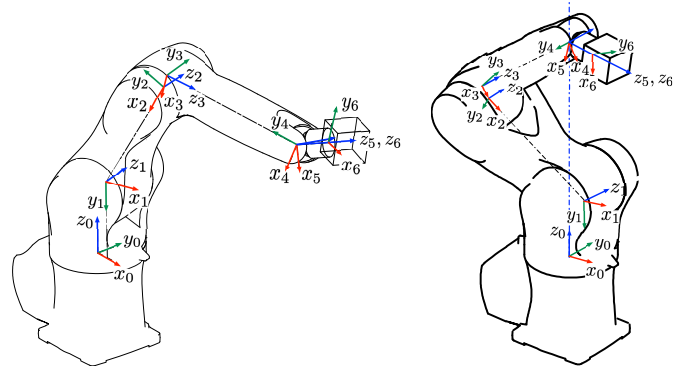 y₃
y₂ z₂
x₂ x₃ z₃
y₆
y₄
z₅, z₆
x₄ x₅ x₆
z₁
y₁ x₁
z₀
y₀
x₀
y₄ y₆
x₅ x₄
x₆ z₅, z₆
y₃
z₃
x₃ z₂
y₂ x₂
z₁
y₁ x₁
z₀
y₀
x₀